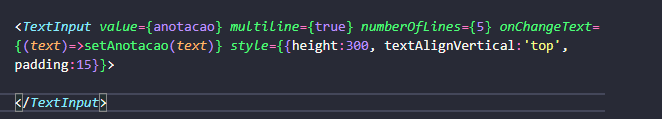 <TextInput value={anotacao} multiline={true} numberOfLines={5} onChangeText=
{(text)=>setAnotacao(text)} style={{height:300, textAlignVertical:'top',
padding:15}}>
</TextInput>